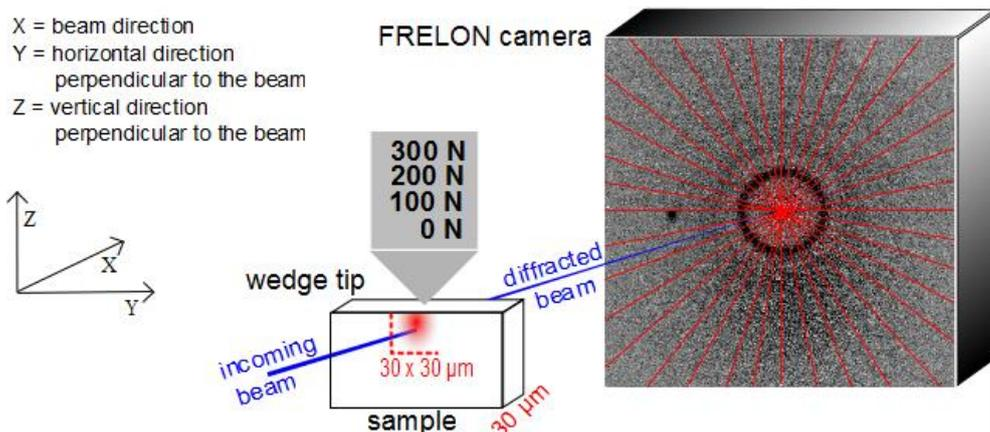 X = beam direction
Y = horizontal direction
perpendicular to the beam
Z = vertical direction
perpendicular to the beam
FRELON camera
300 N
200 N
100 N
0 N
Z
X
Y
wedge tip
diffracted
beam
incoming
beam
30 x 30 µm
30 µm
sample